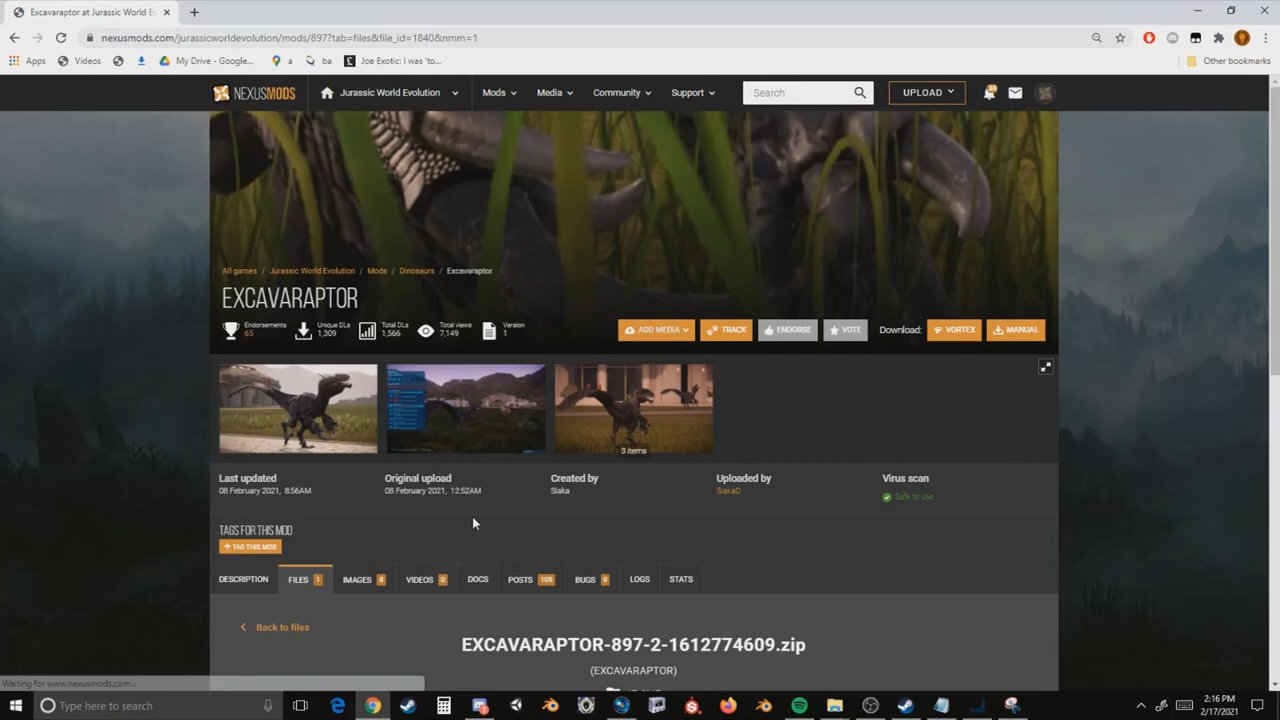 Excavaraptor at Jurassic World E
nexusmods.com/jurassicworldevolution/mods/897?tab=files&file_id=1840&nmm=1
Apps Videos a My Drive - Google... a ba Joe Exotic: I was 'to... Other bookmarks
NEXUSMODS Jurassic World Evolution Mods Media Community Support Search UPLOAD
All games / Jurassic World Evolution / Mods / Dinosaurs / Excavaraptor
EXCAVARAPTOR
Endorsements Unique DLs Total DLs Total views Version
65 1,309 1,566 7,149 1
ADD MEDIA TRACK ENDORSE VOTE Download: VORTEX MANUAL
3 items
Last updated Original upload Created by Uploaded by Virus scan
08 February 2021, 8:56AM 08 February 2021, 12:52AM Siaka SiakaD Safe to use
TAGS FOR THIS MOD
+ TAG THIS MOD
DESCRIPTION FILES 1 IMAGES 8 VIDEOS 0 DOCS POSTS 109 BUGS 9 LOGS STATS
Back to files
EXCAVARAPTOR-897-2-1612774609.zip
(EXCAVARAPTOR)
Waiting for www.nexusmods.com...
Type here to search
2:16 PM
2/17/2021